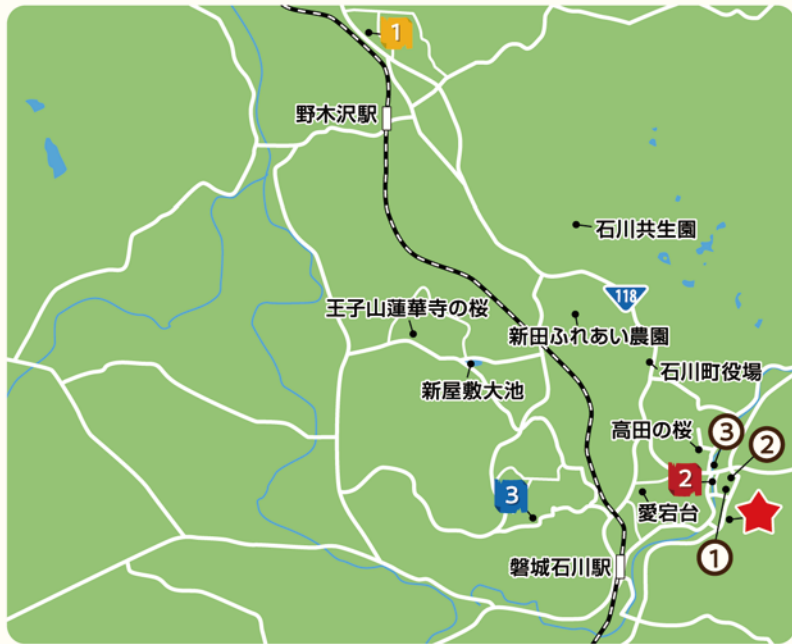 1
野木沢駅
石川共生園
118
王子山蓮華寺の桜
新田ふれあい農園
新屋敷大池
石川町役場
高田の桜
3
2
2
3
愛宕台
1
磐城石川駅